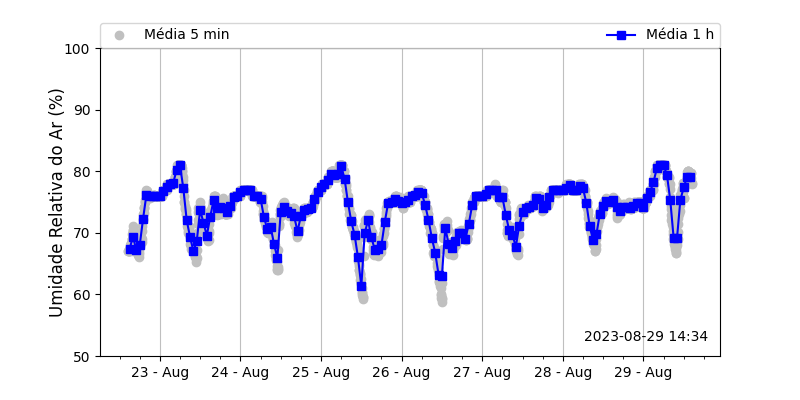 Média 5 min
Média 1 h
Umidade Relativa do Ar (%)
100
90
80
70
60
50
2023-08-29 14:34
23 - Aug
24 - Aug
25 - Aug
26 - Aug
27 - Aug
28 - Aug
29 - Aug